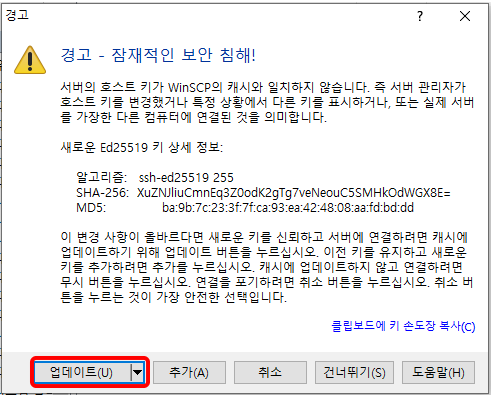 경고
경고 - 잠재적인 보안 침해!
서버의 호스트 키가 WinSCP의 캐시와 일치하지 않습니다. 즉 서버 관리자가
호스트 키를 변경했거나 특정 상황에서 다른 키를 표시하거나, 또는 실제 서버
를 가장한 다른 컴퓨터에 연결된 것을 의미합니다.
새로운 Ed25519 키 상세 정보:
알고리즘: ssh-ed25519 255
SHA-256: XuZNJliuCmnEq3Z0odK2gTg7veNeouC5SMHkOdWGX8E=
MD5: ba:9b:7c:23:3f:7f:ca:93:ea:42:48:08:aa:fd:bd:dd
이 변경 사항이 올바르다면 새로운 키를 신뢰하고 서버에 연결하려면 캐시에
업데이트하기 위해 업데이트 버튼을 누르십시오. 이전 키를 유지하고 새로운
키를 추가하려면 추가를 누르십시오. 캐시에 업데이트하지 않고 연결하려면
무시 버튼을 누르십시오. 연결을 포기하려면 취소 버튼을 누르십시오. 취소 버
튼을 누르는 것이 가장 안전한 선택입니다.
클립보드에 키 손도장 복사(C)
업데이트(U) 추가(A) 취소 건너뛰기(S) 도움말(H)